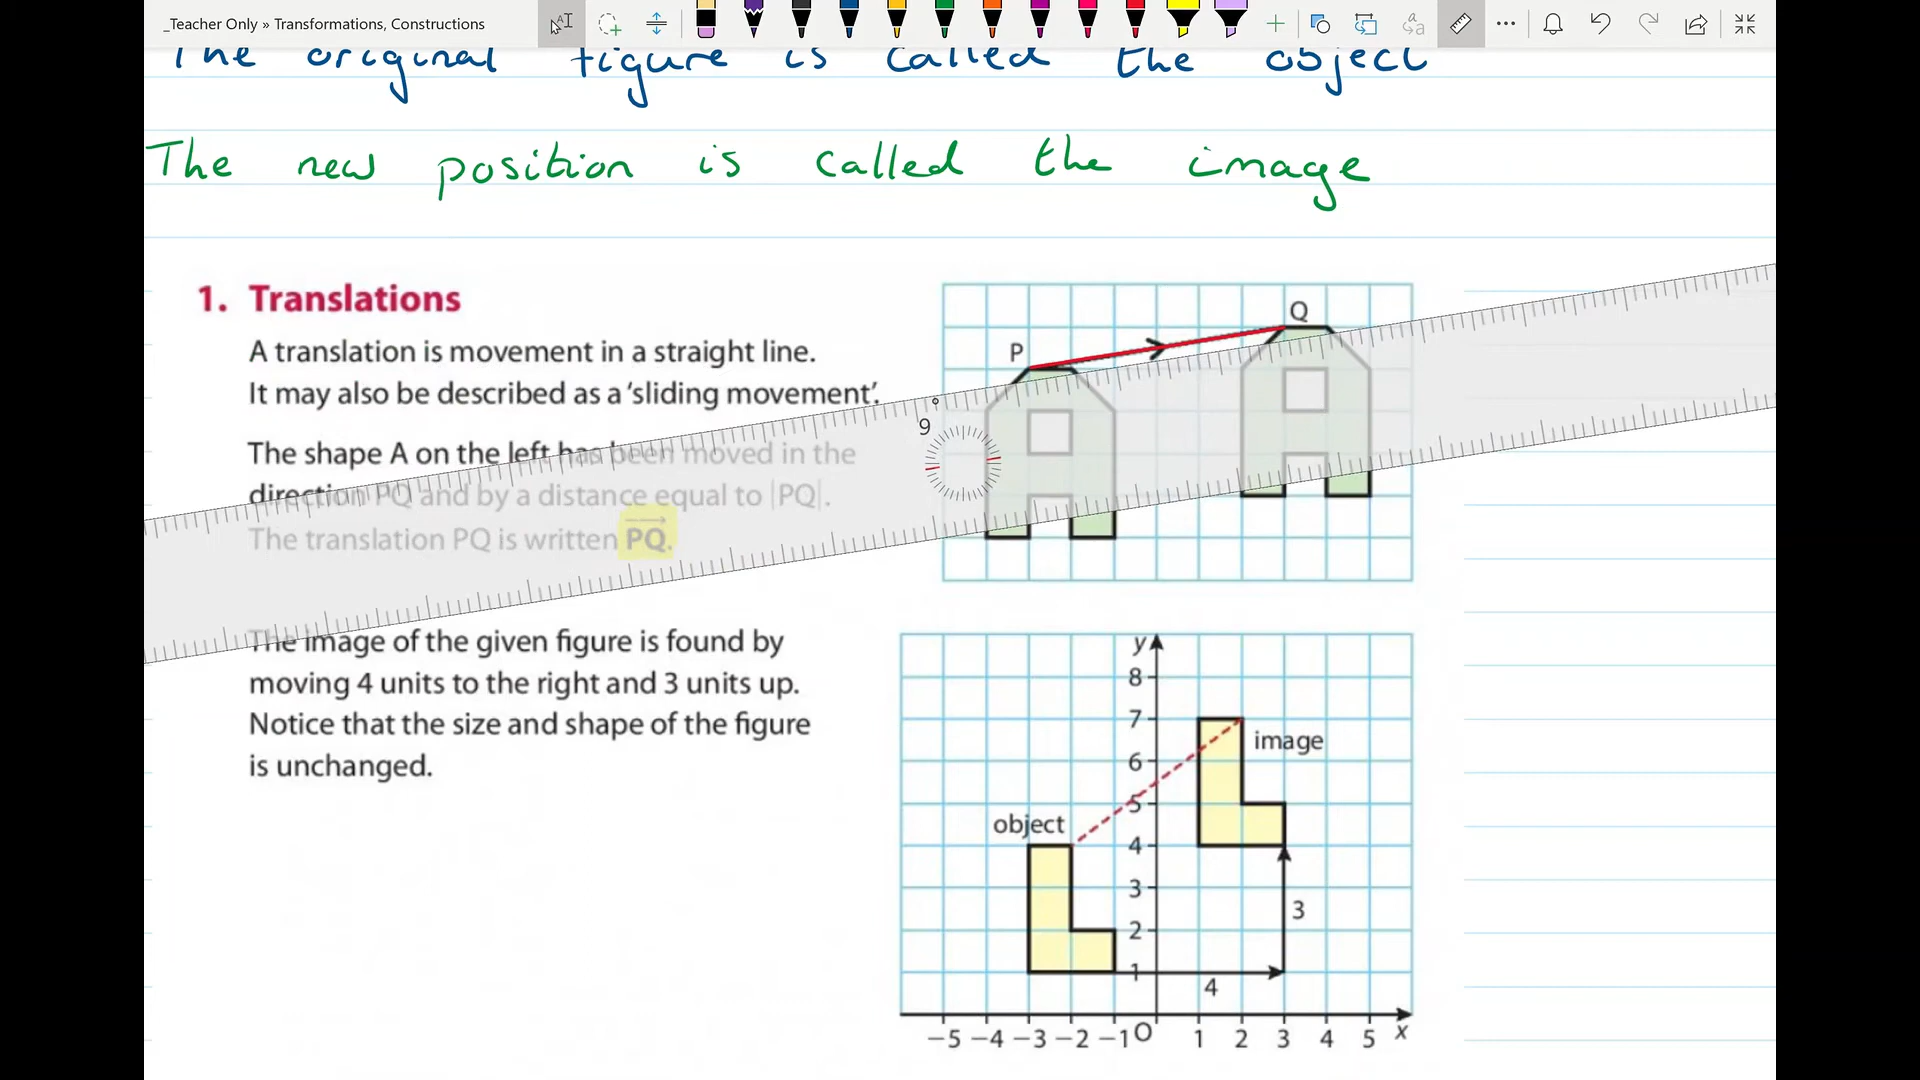 _Teacher Only » Transformations, Constructions
The original figure is called the object
The new position is called the image
1. Translations
A translation is movement in a straight line.
It may also be described as a ‘sliding movement’.
The shape A on the left has been moved in the
direction PQ and by a distance equal to |PQ|.
The translation PQ is written PQ.
P
Q
9°
The image of the given figure is found by
moving 4 units to the right and 3 units up.
Notice that the size and shape of the figure
is unchanged.
y
8
7
image
6
5
object
4
3
3
2
1
4
−5 −4 −3 −2 −1 O 1 2 3 4 5 x